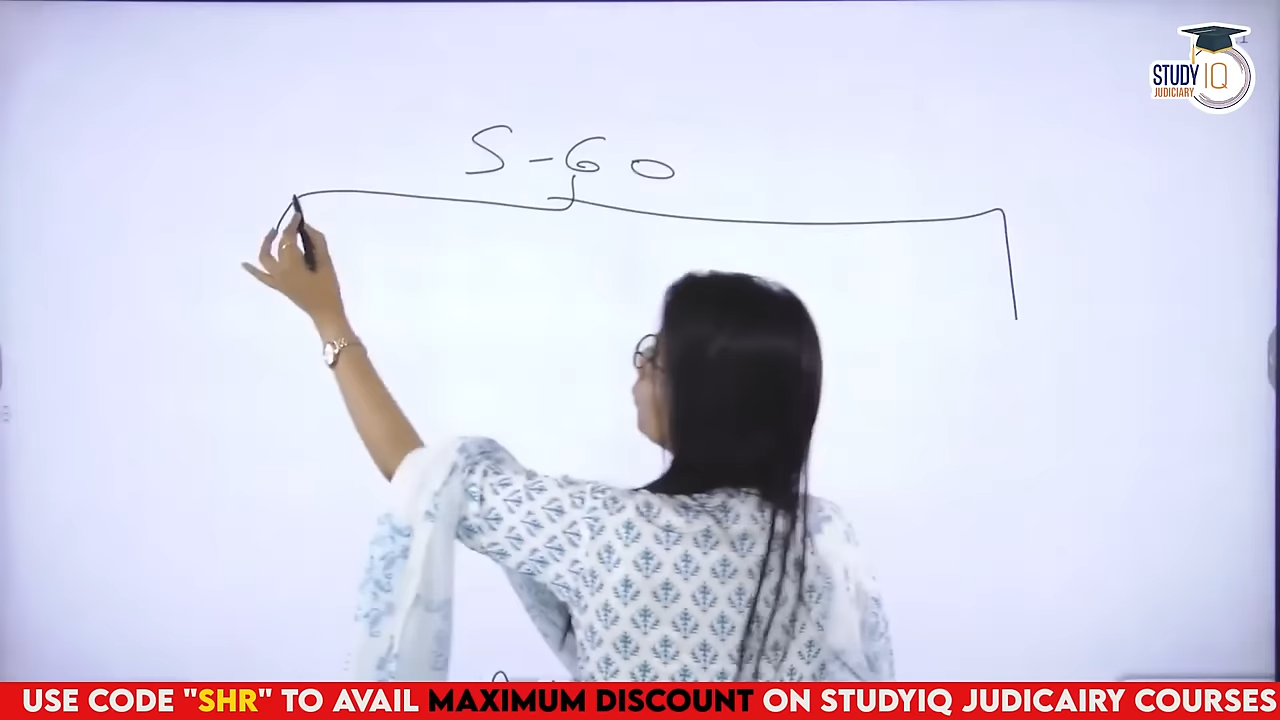 STUDY IQ
JUDICIARY
S-60
USE CODE "SHR" TO AVAIL MAXIMUM DISCOUNT ON STUDYIQ JUDICAIRY COURSES